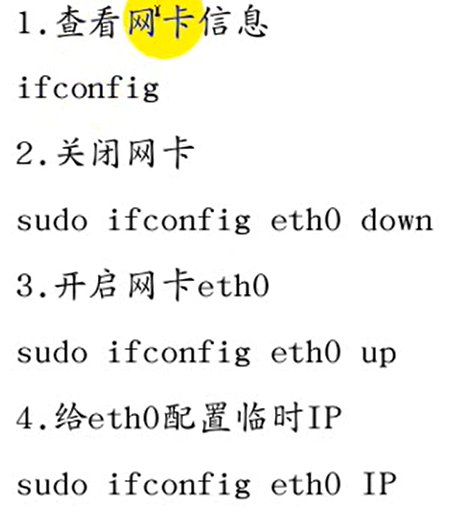 1.查看网卡信息
ifconfig
2.关闭网卡
sudo ifconfig eth0 down
3.开启网卡eth0
sudo ifconfig eth0 up
4.给eth0配置临时IP
sudo ifconfig eth0 IP